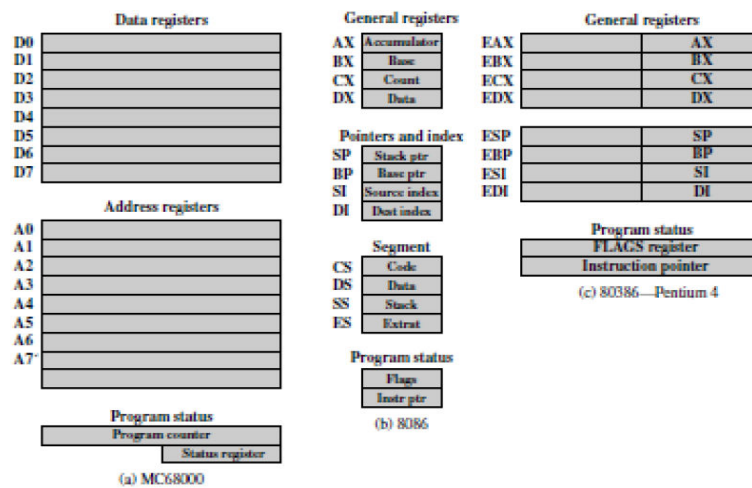 Data registers
D0
D1
D2
D3
D4
D5
D6
D7
Address registers
A0
A1
A2
A3
A4
A5
A6
A7´
Program status
Program counter
Status register
(a) MC68000
General registers
AX Accumulator
BX Base
CX Count
DX Data
Pointers and index
SP Stack ptr
BP Base ptr
SI Source index
DI Dest index
Segment
CS Code
DS Data
SS Stack
ES Extrat
Program status
Flags
Instr ptr
(b) 8086
General registers
EAX AX
EBX BX
ECX CX
EDX DX
ESP SP
EBP BP
ESI SI
EDI DI
Program status
FLAGS register
Instruction pointer
(c) 80386—Pentium 4